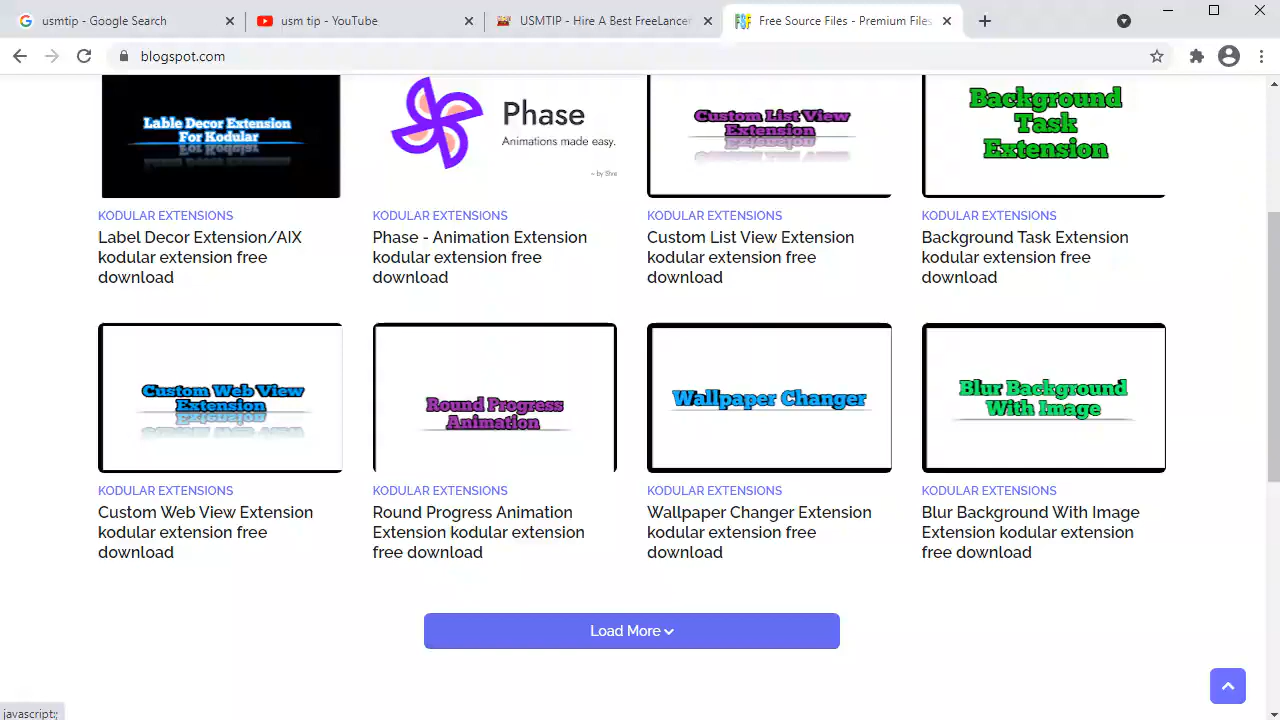 usmtip - Google Search
usm tip - YouTube
USMTIP - Hire A Best FreeLancer
Free Source Files - Premium Files
blogspot.com
Lable Decor Extension
For Kodular
Phase
Animations made easy.
~ by Shre
Custom List View
Extension
Background
Task
Extension
KODULAR EXTENSIONS
Label Decor Extension/AIX
kodular extension free
download
KODULAR EXTENSIONS
Phase - Animation Extension
kodular extension free
download
KODULAR EXTENSIONS
Custom List View Extension
kodular extension free
download
KODULAR EXTENSIONS
Background Task Extension
kodular extension free
download
Custom Web View
Extension
Round Progress
Animation
Wallpaper Changer
Blur Background
With Image
KODULAR EXTENSIONS
Custom Web View Extension
kodular extension free
download
KODULAR EXTENSIONS
Round Progress Animation
Extension kodular extension
free download
KODULAR EXTENSIONS
Wallpaper Changer Extension
kodular extension free
download
KODULAR EXTENSIONS
Blur Background With Image
Extension kodular extension
free download
Load More
javascript:;